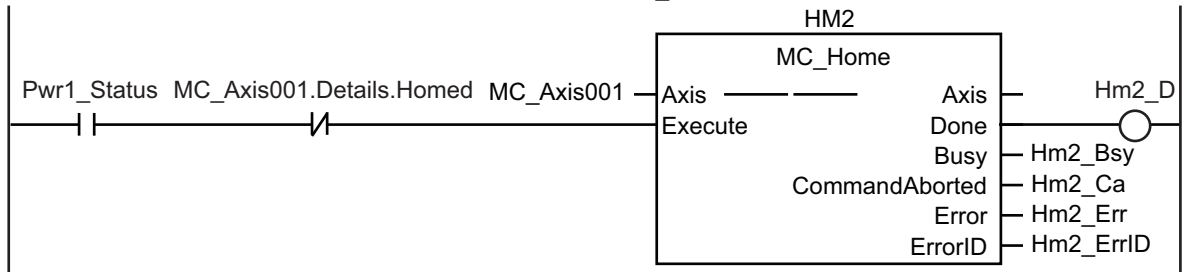 HM2
MC_Home
Pwr1_Status MC_Axis001.Details.Homed MC_Axis001 Axis Axis Hm2_D
Execute Done
Busy Hm2_Bsy
CommandAborted Hm2_Ca
Error Hm2_Err
ErrorID Hm2_ErrID